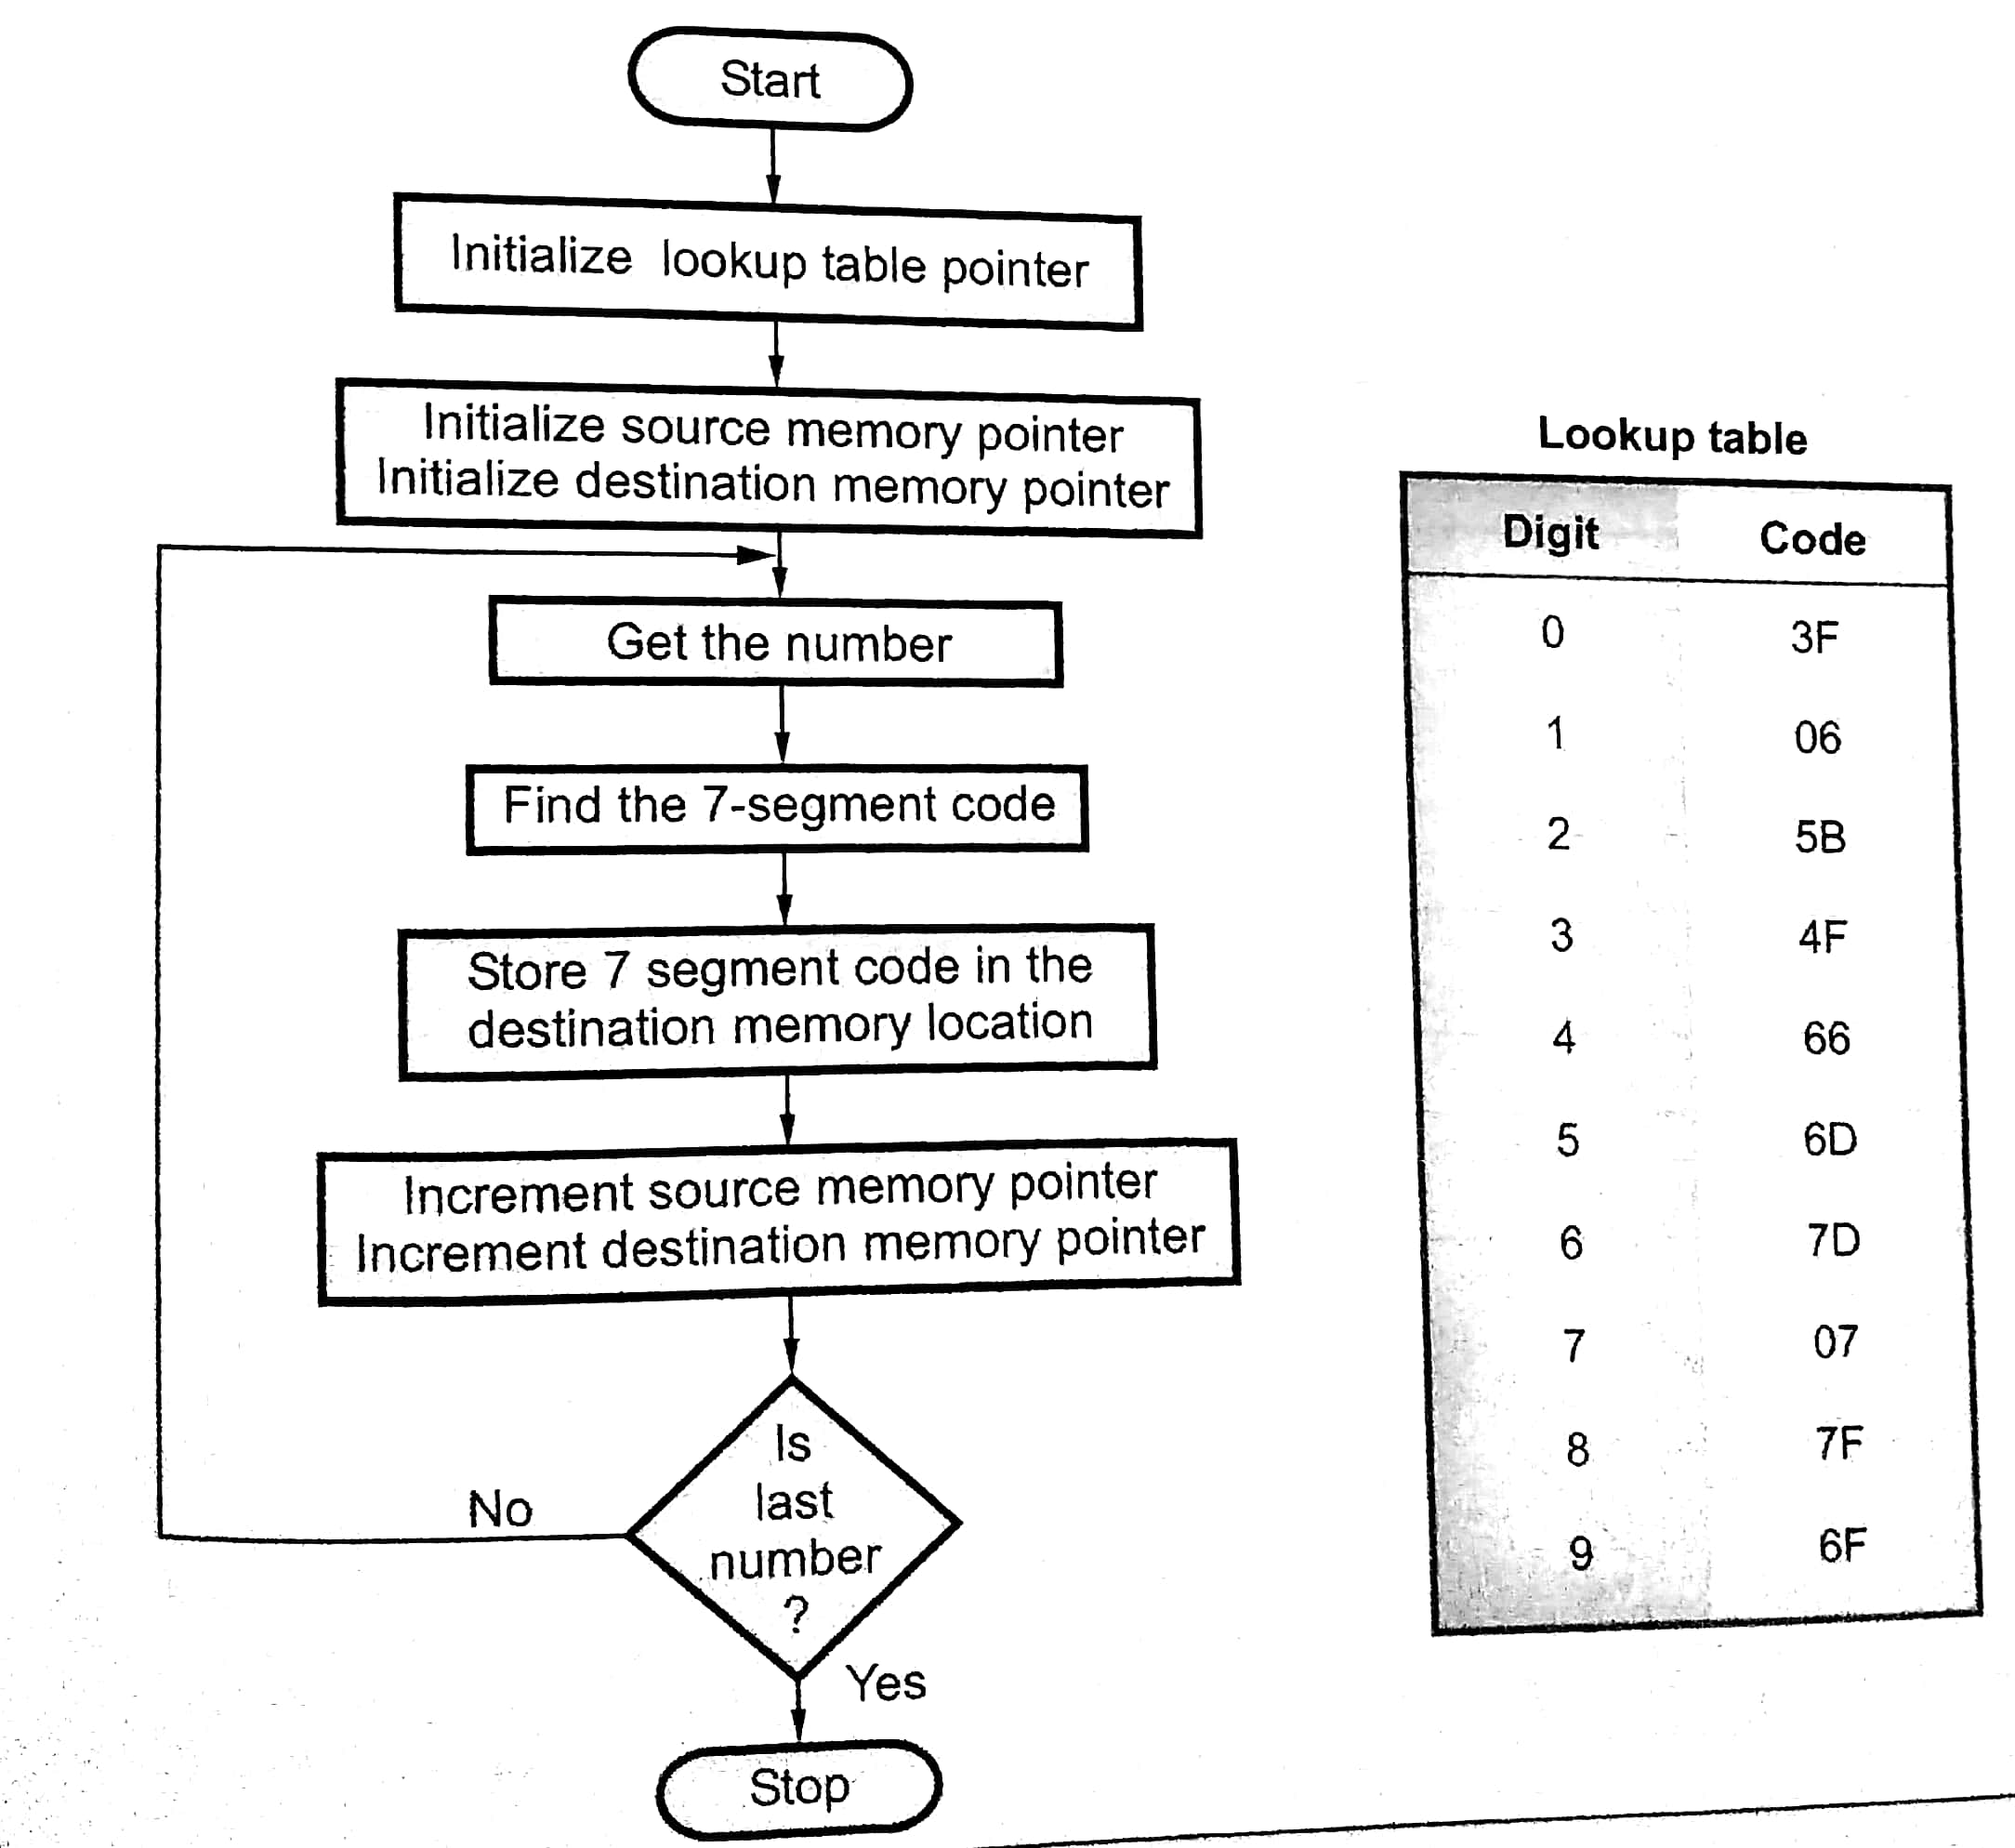 Start
Initialize lookup table pointer
Initialize source memory pointer
Initialize destination memory pointer
Get the number
Find the 7-segment code
Store 7 segment code in the
destination memory location
Increment source memory pointer
Increment destination memory pointer
Is
last
number
?
No
Yes
Stop
Lookup table
Digit Code
0 3F
1 06
2 5B
3 4F
4 66
5 6D
6 7D
7 07
8 7F
9 6F